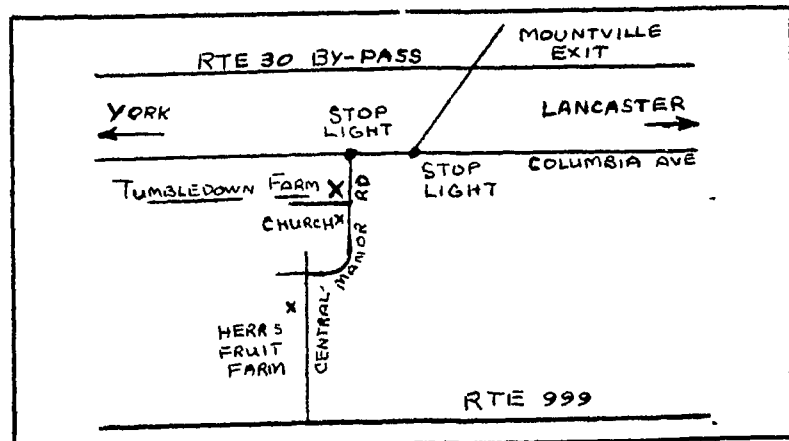 MOUNTVILLE
EXIT
RTE 30 BY-PASS
YORK
STOP
LIGHT
LANCASTER
STOP
LIGHT
COLUMBIA AVE
TUMBLEDOWN FARM X
RD
CHURCH X
MANOR
CENTRAL
X
HERRS
FRUIT
FARM
RTE 999